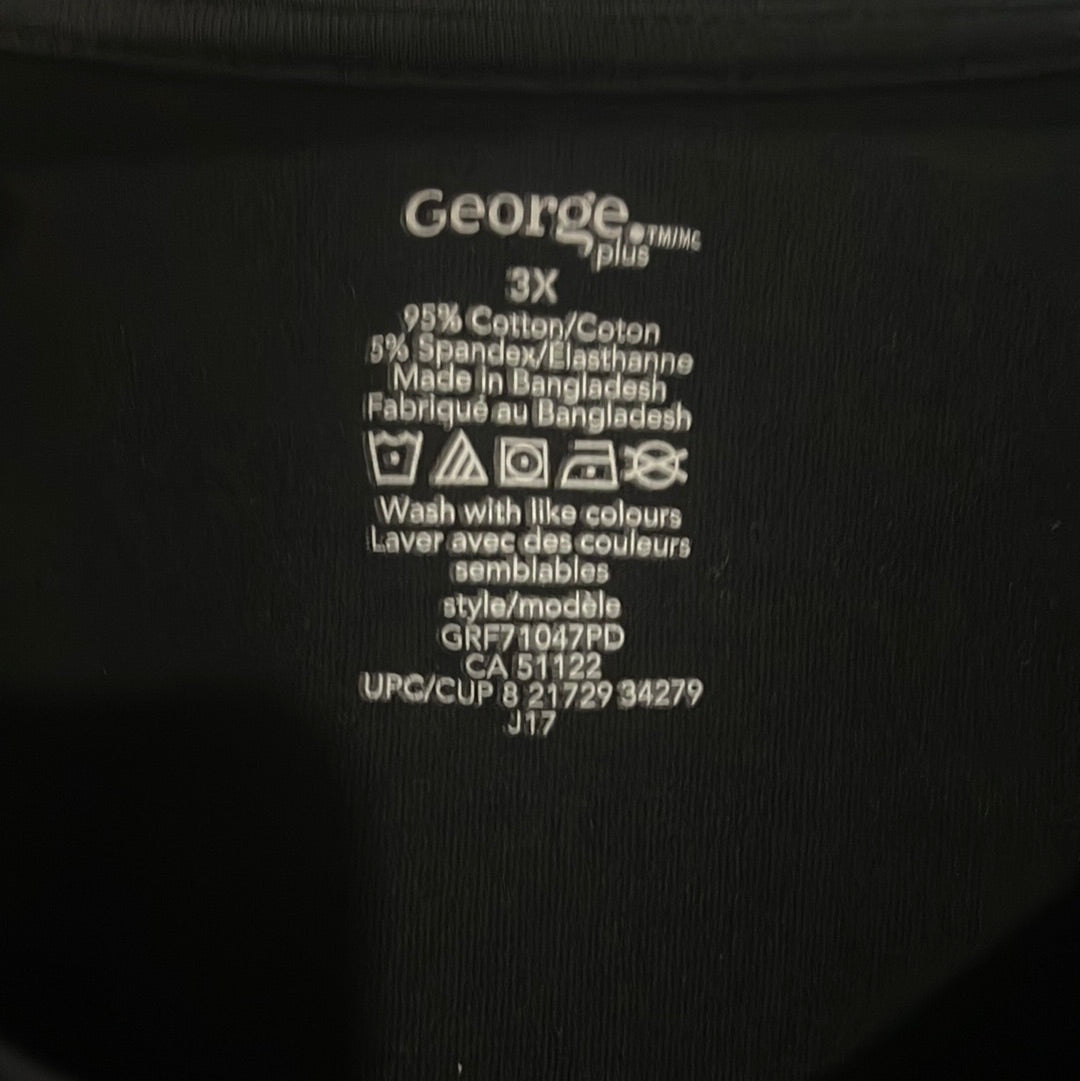 George.TM/MC
plus
3X
95% Cotton/Coton
5% Spandex/Élasthanne
Made in Bangladesh
Fabriqué au Bangladesh
Wash with like colours
Laver avec des couleurs
semblables
style/modèle
GRF71047PD
CA 51122
UPC/CUP 8 21729 34279
J17